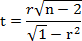 t = r√n − 2 / √1 − r²